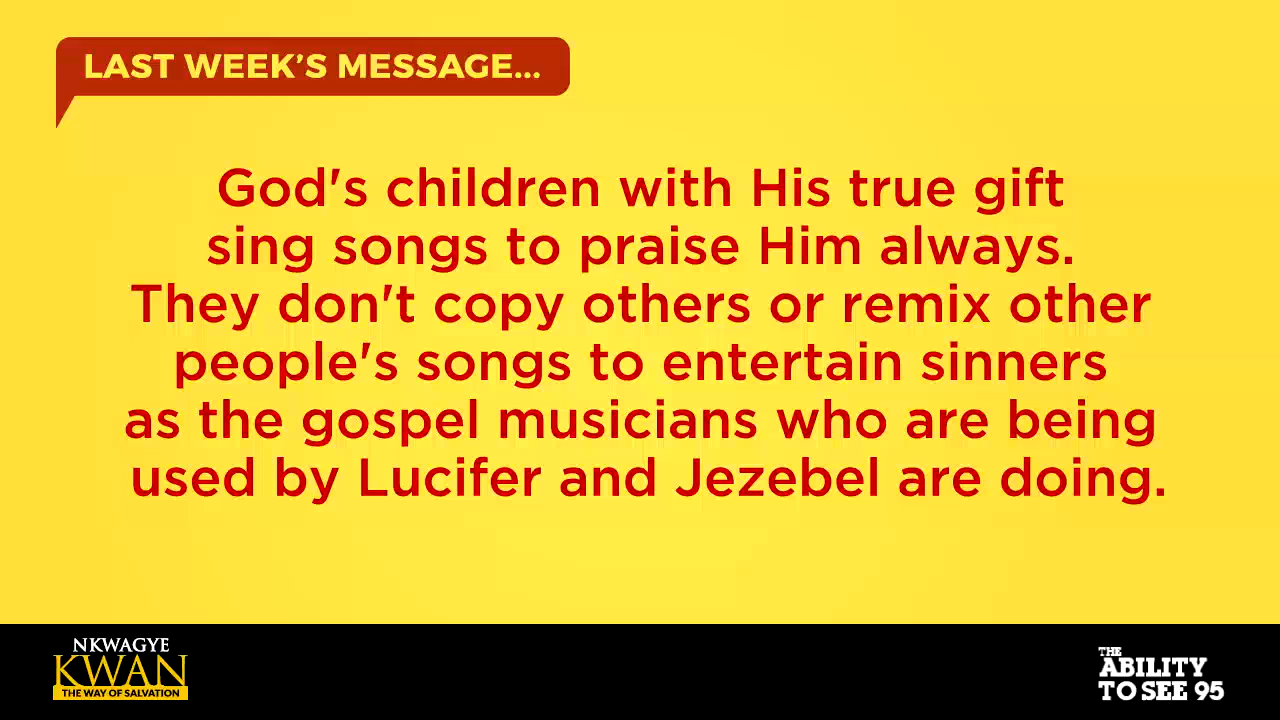 LAST WEEK’S MESSAGE...
God's children with His true gift
sing songs to praise Him always.
They don't copy others or remix other
people's songs to entertain sinners
as the gospel musicians who are being
used by Lucifer and Jezebel are doing.
NKWAGYE
KWAN
THE WAY OF SALVATION
THE
ABILITY
TO SEE 95